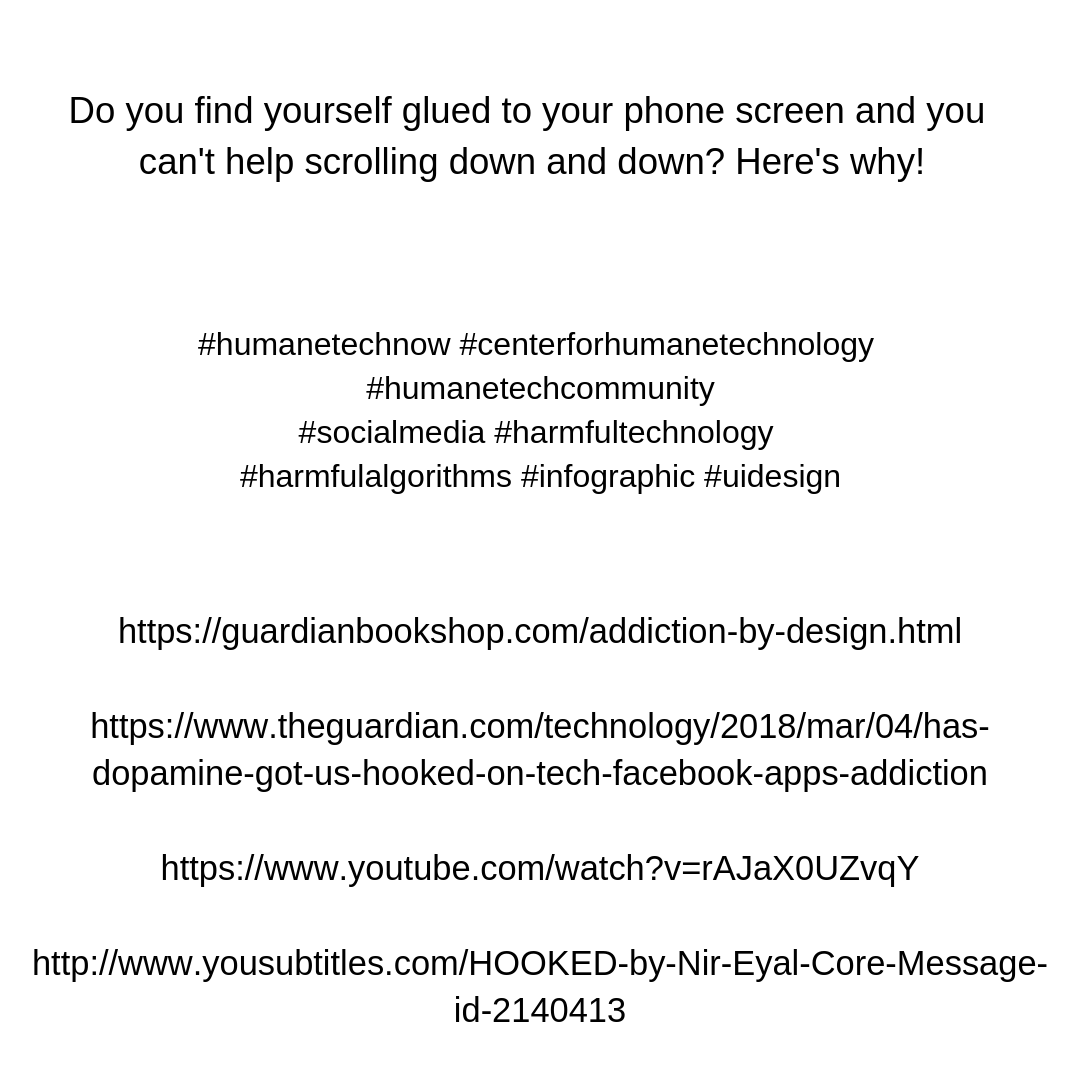 Do you find yourself glued to your phone screen and you
can't help scrolling down and down? Here's why!
#humanetechnow #centerforhumanetechnology
#humanetechcommunity
#socialmedia #harmfultechnology
#harmfulalgorithms #infographic #uidesign
https://guardianbookshop.com/addiction-by-design.html
https://www.theguardian.com/technology/2018/mar/04/has-
dopamine-got-us-hooked-on-tech-facebook-apps-addiction
https://www.youtube.com/watch?v=rAJaX0UZvqY
http://www.yousubtitles.com/HOOKED-by-Nir-Eyal-Core-Message-
id-2140413